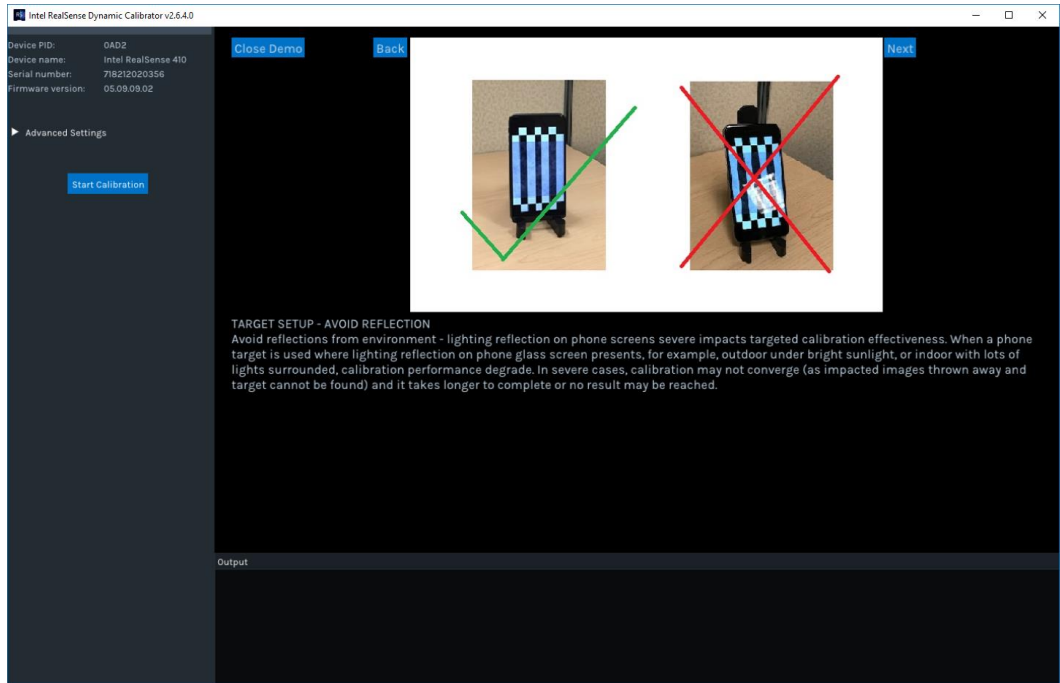 Intel RealSense Dynamic Calibrator v2.6.4.0
Device PID: 0AD2
Device name: Intel RealSense 410
Serial number: 718212020356
Firmware version: 05.09.09.02
Advanced Settings
Start Calibration
Close Demo
Back
Next
TARGET SETUP - AVOID REFLECTION
Avoid reflections from environment - lighting reflection on phone screens severe impacts targeted calibration effectiveness. When a phone
target is used where lighting reflection on phone glass screen presents, for example, outdoor under bright sunlight, or indoor with lots of
lights surrounded, calibration performance degrade. In severe cases, calibration may not converge (as impacted images thrown away and
target cannot be found) and it takes longer to complete or no result may be reached.
Output